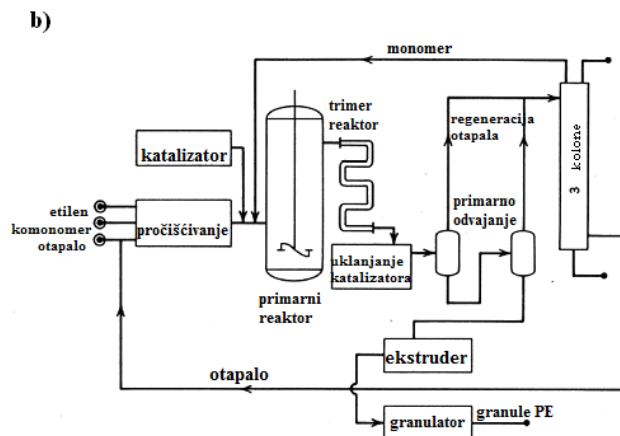 b)
monomer
trimer
reaktor
katalizator
regeneracija
otapala
3 kolone
etilen
komonomer
otapalo
pročišćivanje
primarno
odvajanje
uklanjanje
katalizatora
primarni
reaktor
ekstruder
otapalo
granulator
granule PE